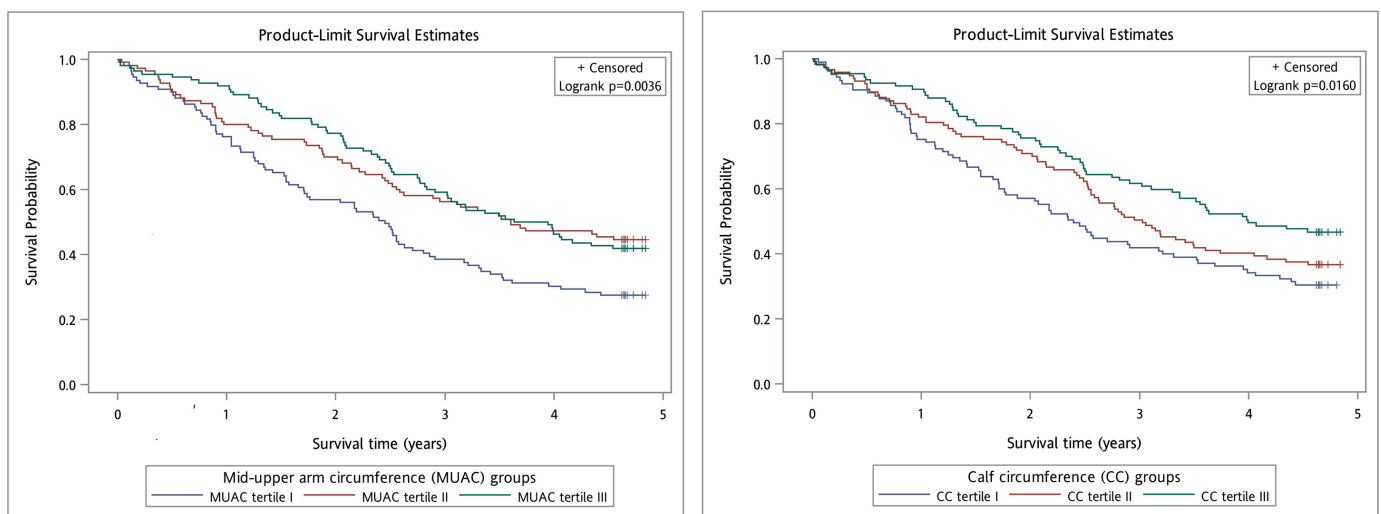 Product-Limit Survival Estimates
+ Censored
Logrank p=0.0036
1.0
0.8
0.6
0.4
0.2
0.0
Survival Probability
0 1 2 3 4 5
Survival time (years)
Mid-upper arm circumference (MUAC) groups
MUAC tertile I MUAC tertile II MUAC tertile III
Product-Limit Survival Estimates
+ Censored
Logrank p=0.0160
1.0
0.8
0.6
0.4
0.2
0.0
Survival Probability
0 1 2 3 4 5
Survival time (years)
Calf circumference (CC) groups
CC tertile I CC tertile II CC tertile III